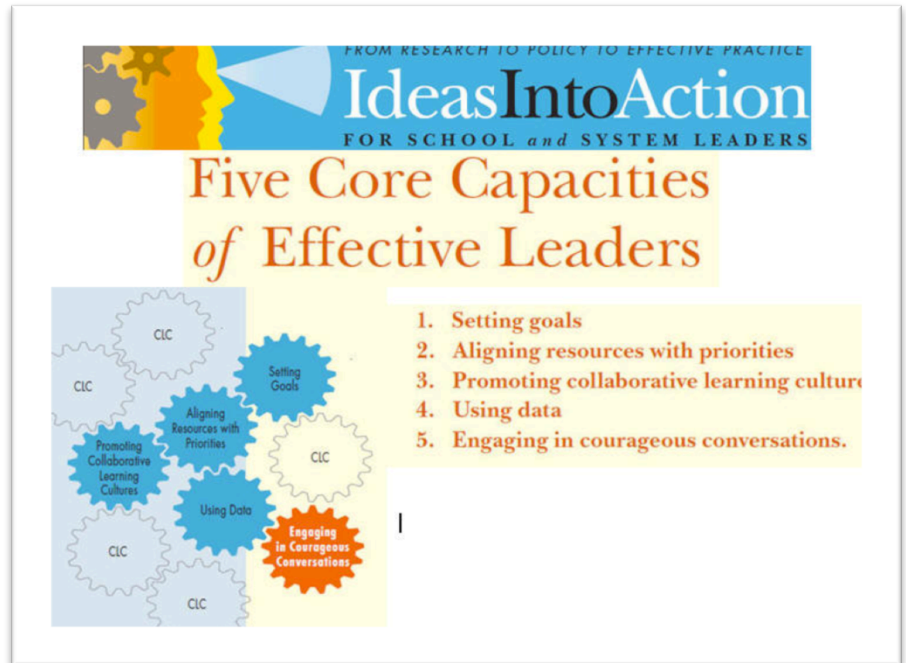 FROM RESEARCH TO POLICY TO EFFECTIVE PRACTICE
IdeasIntoAction
FOR SCHOOL and SYSTEM LEADERS
Five Core Capacities
of Effective Leaders
CLC
CLC
Setting
Goals
Aligning
Resources with
Priorities
Promoting
Collaborative
Learning
Cultures
CLC
Using Data
Engaging
in Courageous
Conversations
CLC
CLC
1. Setting goals
2. Aligning resources with priorities
3. Promoting collaborative learning culture
4. Using data
5. Engaging in courageous conversations.